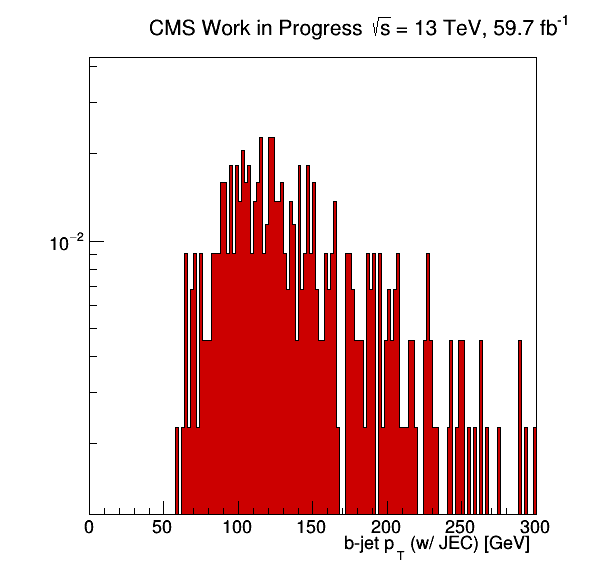 CMS Work in Progress √s = 13 TeV, 59.7 fb⁻¹
10⁻²
0 50 100 150 200 250 300
b-jet p_T (w/ JEC) [GeV]